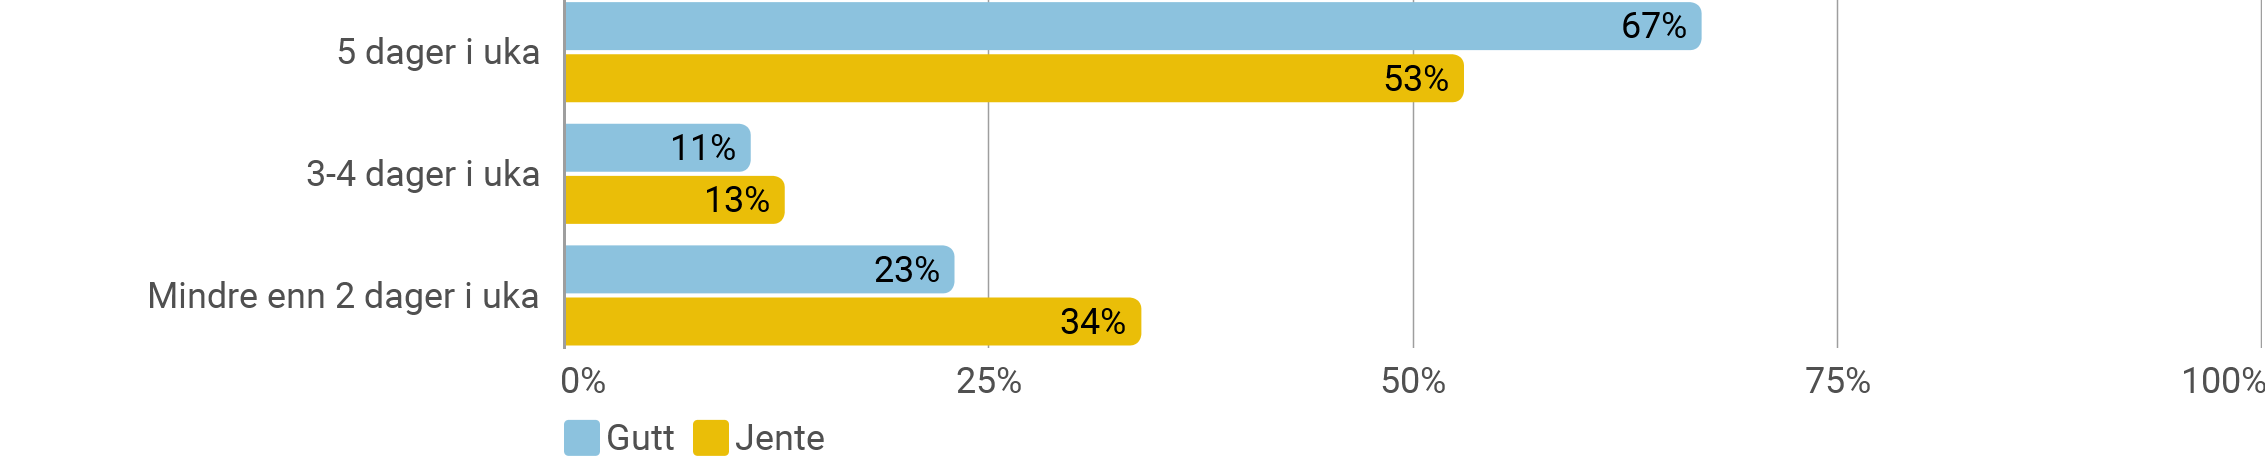 67%
5 dager i uka
53%
11%
3-4 dager i uka
13%
23%
Mindre enn 2 dager i uka
34%
0% 25% 50% 75% 100%
Gutt Jente